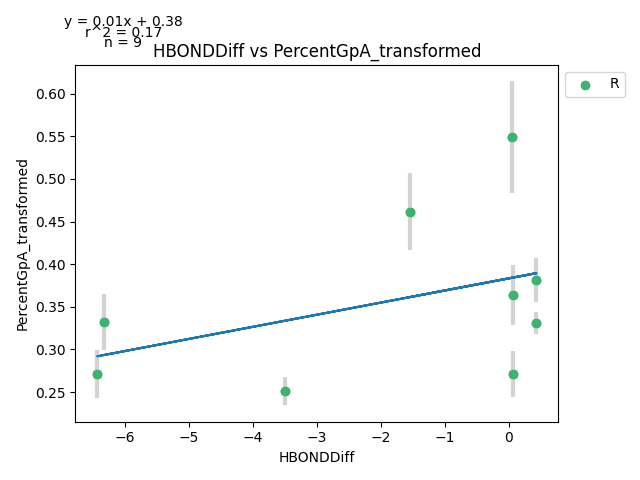 y = 0.01x + 0.38
r^2 = 0.17
n = 9
HBONDDiff vs PercentGpA_transformed
R
PercentGpA_transformed
0.60
0.55
0.50
0.45
0.40
0.35
0.30
0.25
−6 −5 −4 −3 −2 −1 0
HBONDDiff